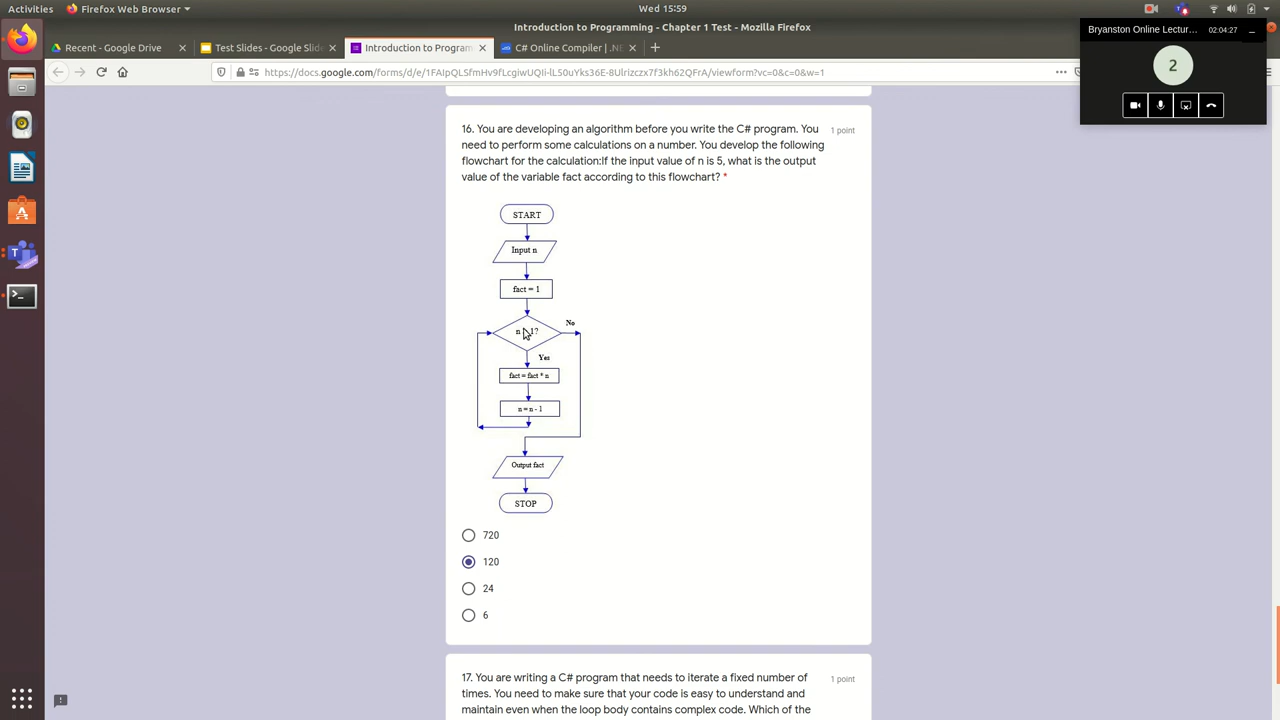 Activities
Firefox Web Browser
Wed 15:59
Introduction to Programming - Chapter 1 Test - Mozilla Firefox
Recent - Google Drive
Test Slides - Google Slide
Introduction to Program
C# Online Compiler | .NE
https://docs.google.com/forms/d/e/
/viewform?vc=0&c=0&w=1
Bryanston Online Lectur...
02:04:27
2
16. You are developing an algorithm before you write the C# program. You
need to perform some calculations on a number. You develop the following
flowchart for the calculation:If the input value of n is 5, what is the output
value of the variable fact according to this flowchart? *
1 point
START
Input n
fact = 1
n 1?
No
Yes
fact = fact * n
n = n - 1
Output fact
STOP
720
120
24
6
17. You are writing a C# program that needs to iterate a fixed number of
times. You need to make sure that your code is easy to understand and
maintain even when the loop body contains complex code. Which of the
1 point